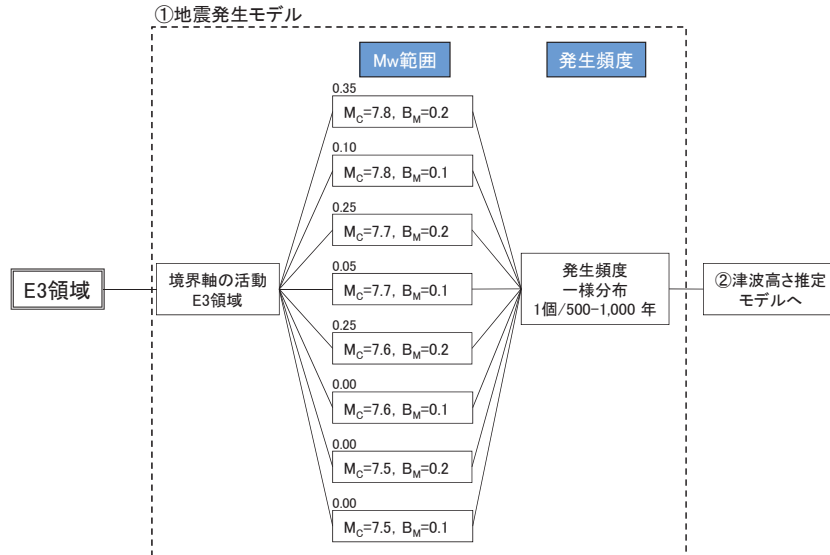 ①地震発生モデル
Mw範囲
発生頻度
0.35
MC=7.8, BM=0.2
0.10
MC=7.8, BM=0.1
0.25
MC=7.7, BM=0.2
0.05
MC=7.7, BM=0.1
0.25
MC=7.6, BM=0.2
0.00
MC=7.6, BM=0.1
0.00
MC=7.5, BM=0.2
0.00
MC=7.5, BM=0.1
E3領域
境界軸の活動
E3領域
発生頻度
一様分布
1個/500-1,000 年
②津波高さ推定
モデルへ